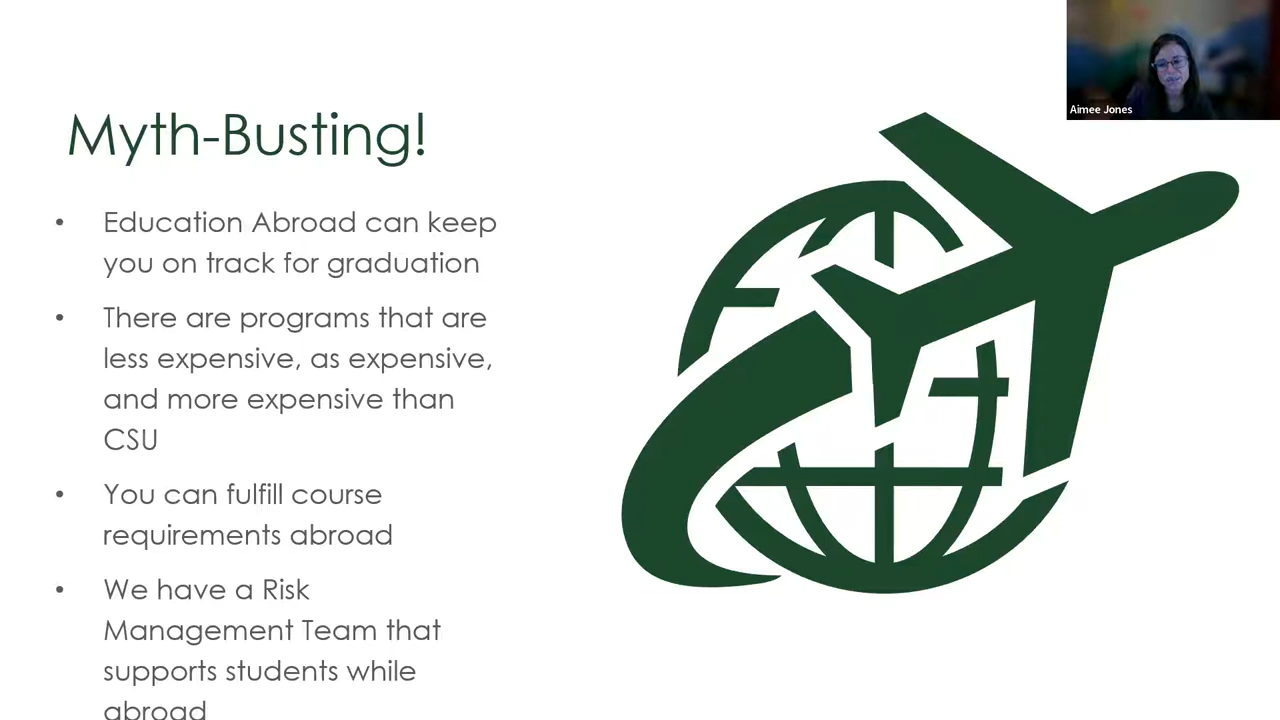 Aimee Jones
Myth-Busting!
• Education Abroad can keep
you on track for graduation
• There are programs that are
less expensive, as expensive,
and more expensive than
CSU
• You can fulfill course
requirements abroad
• We have a Risk
Management Team that
supports students while
abroad